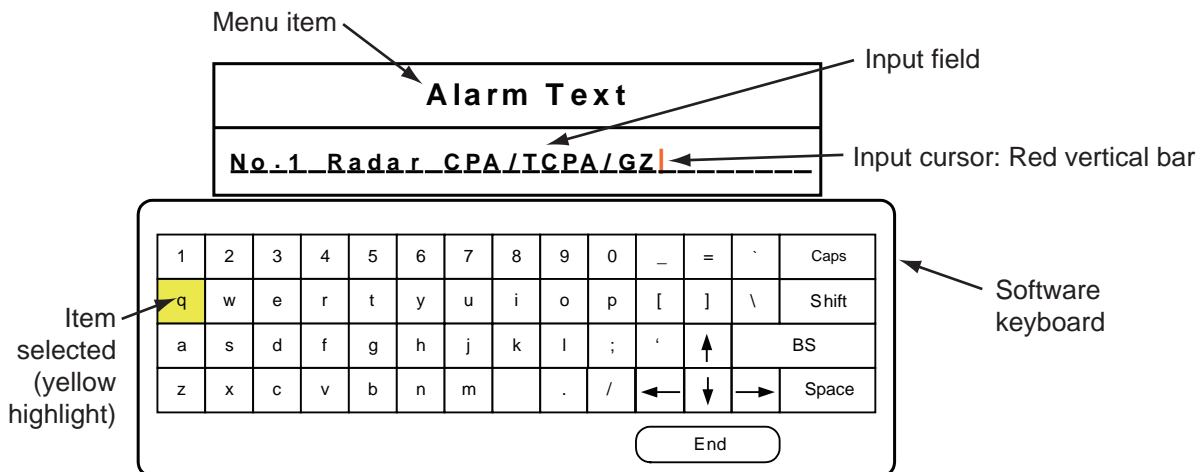 Menu item
Input field
Alarm Text
No.1 Radar CPA/TCPA/GZ
Input cursor: Red vertical bar
1 2 3 4 5 6 7 8 9 0 _ = ` Caps
q w e r t y u i o p [ ] \ Shift
a s d f g h j k l ; ‘ ↑ BS
z x c v b n m . / ← ↓ → Space
End
Item
selected
(yellow
highlight)
Software
keyboard